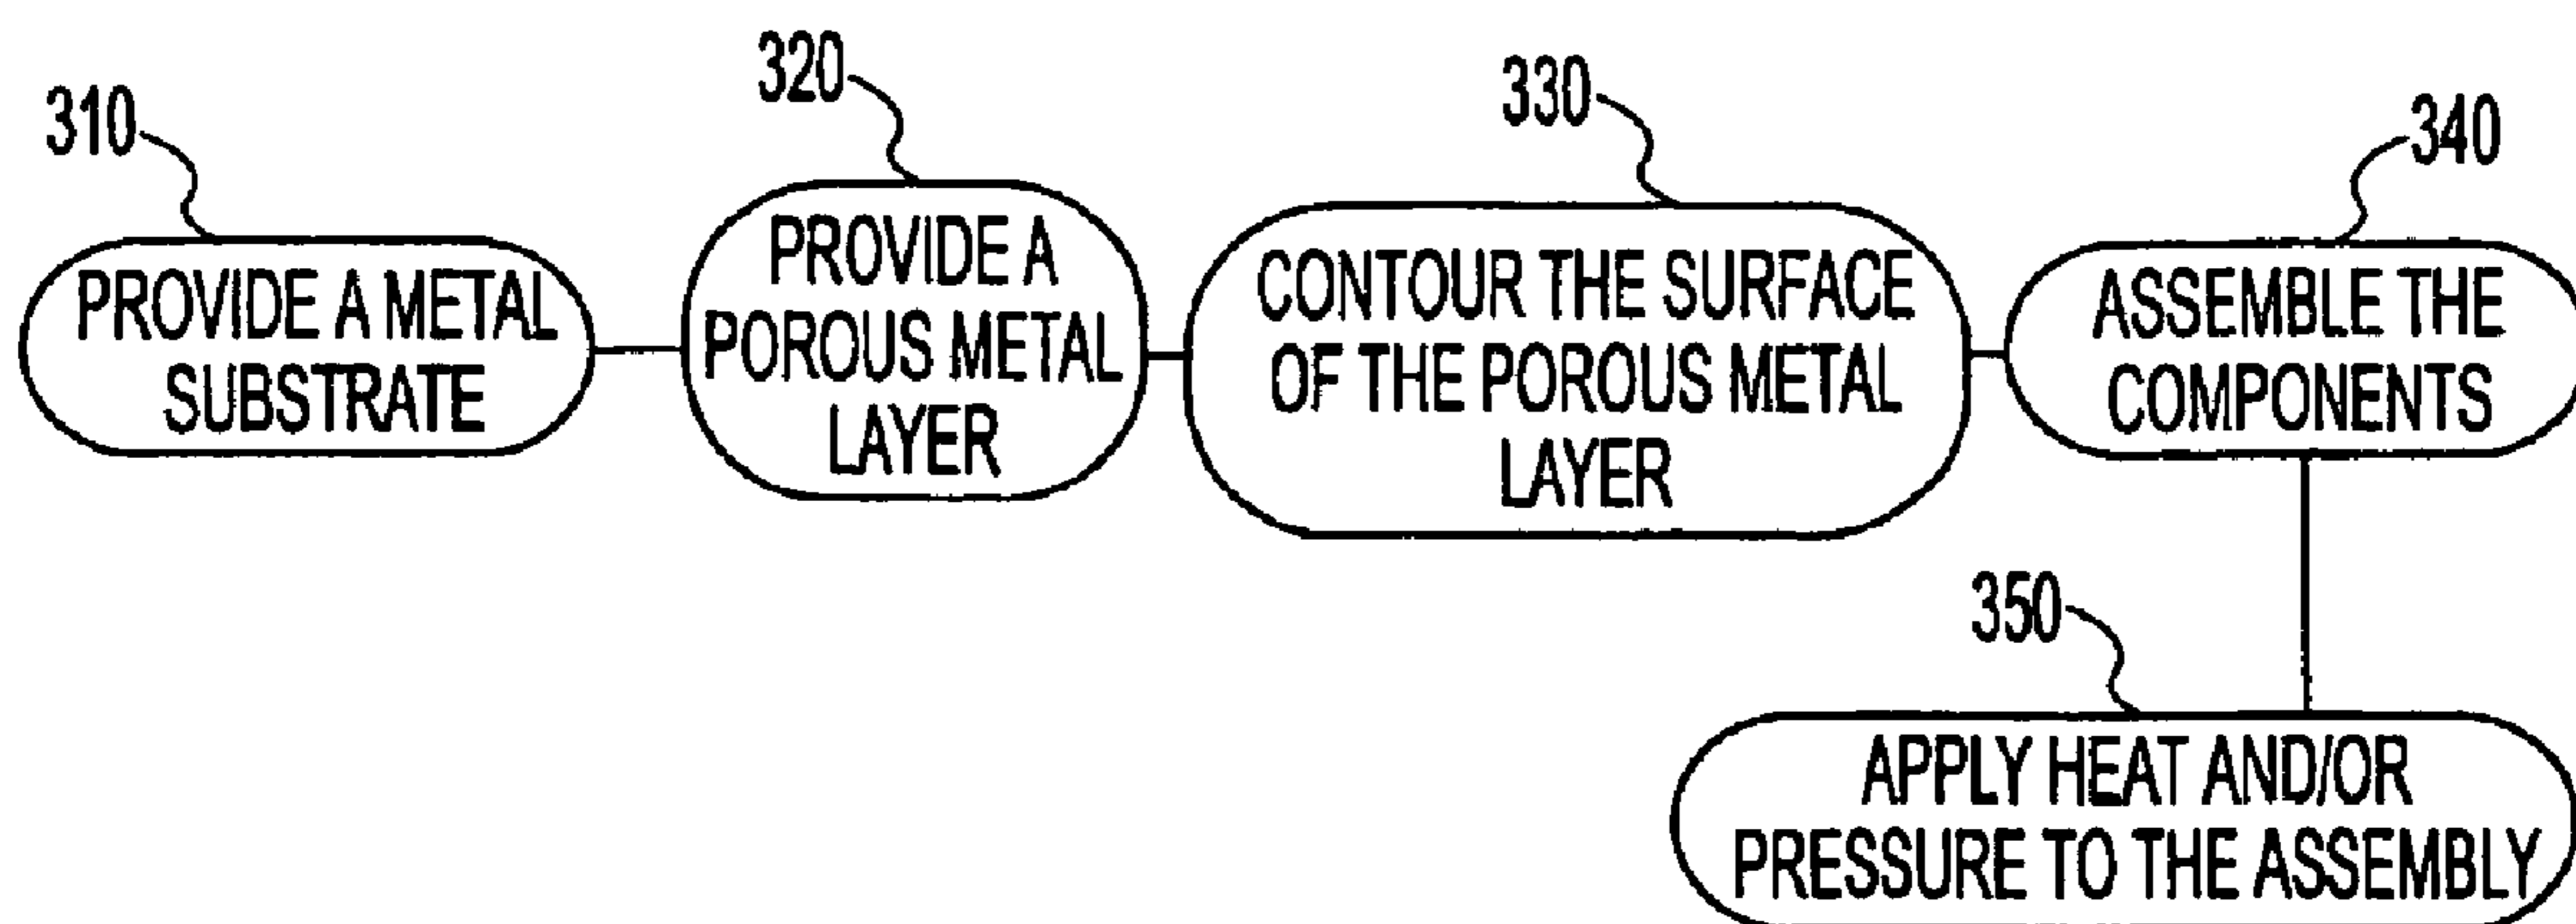 310
PROVIDE A METAL
SUBSTRATE
320
PROVIDE A
POROUS METAL
LAYER
330
CONTOUR THE SURFACE
OF THE POROUS METAL
LAYER
340
ASSEMBLE THE
COMPONENTS
350
APPLY HEAT AND/OR
PRESSURE TO THE ASSEMBLY